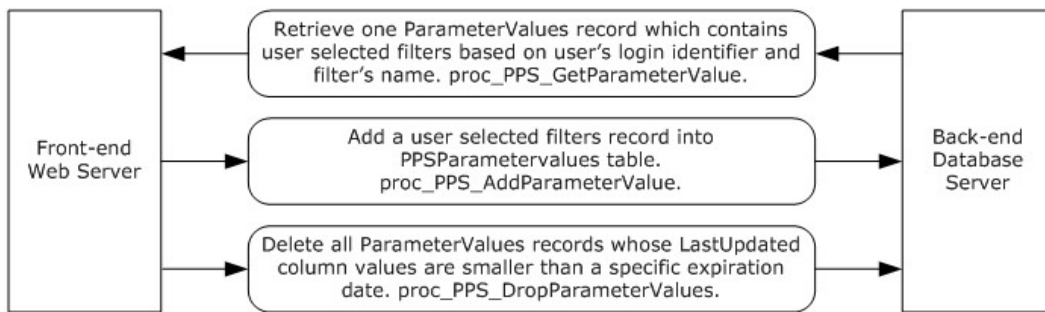 Retrieve one ParameterValues record which contains
user selected filters based on user's login identifier and
filter's name. proc_PPS_GetParameterValue.
Front-end
Web Server
Add a user selected filters record into
PPSParametervalues table.
proc_PPS_AddParameterValue.
Back-end
Database
Server
Delete all ParameterValues records whose LastUpdated
column values are smaller than a specific expiration
date. proc_PPS_DropParameterValues.